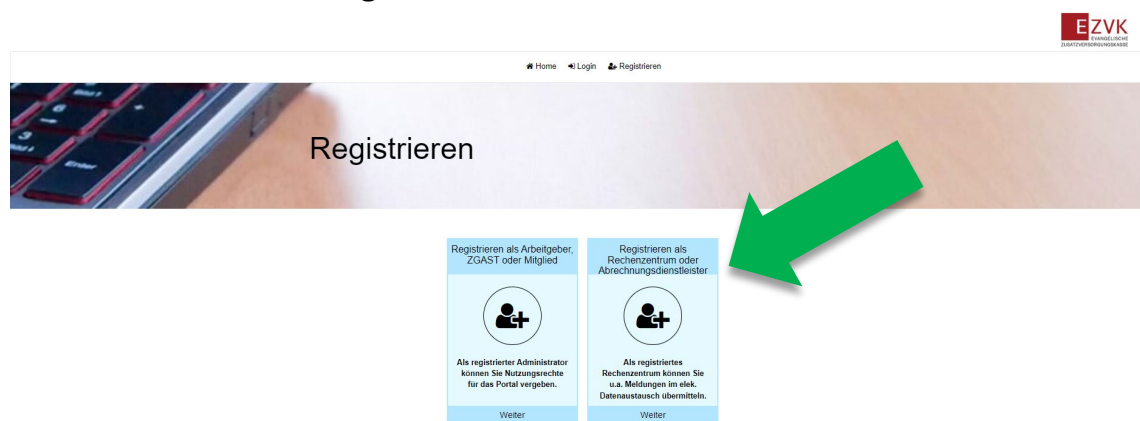 EZVK
EVANGELISCHE
ZUSATZVERSORGUNGSKASSE
Home Login Registrieren
Registrieren
Registrieren als Arbeitgeber,
ZGAST oder Mitglied
Als registrierter Administrator
können Sie Nutzungsrechte
für das Portal vergeben.
Weiter
Registrieren als
Rechenzentrum oder
Abrechnungsdienstleister
Als registriertes
Rechenzentrum können Sie
u.a. Meldungen im elek.
Datenaustausch übermitteln.
Weiter